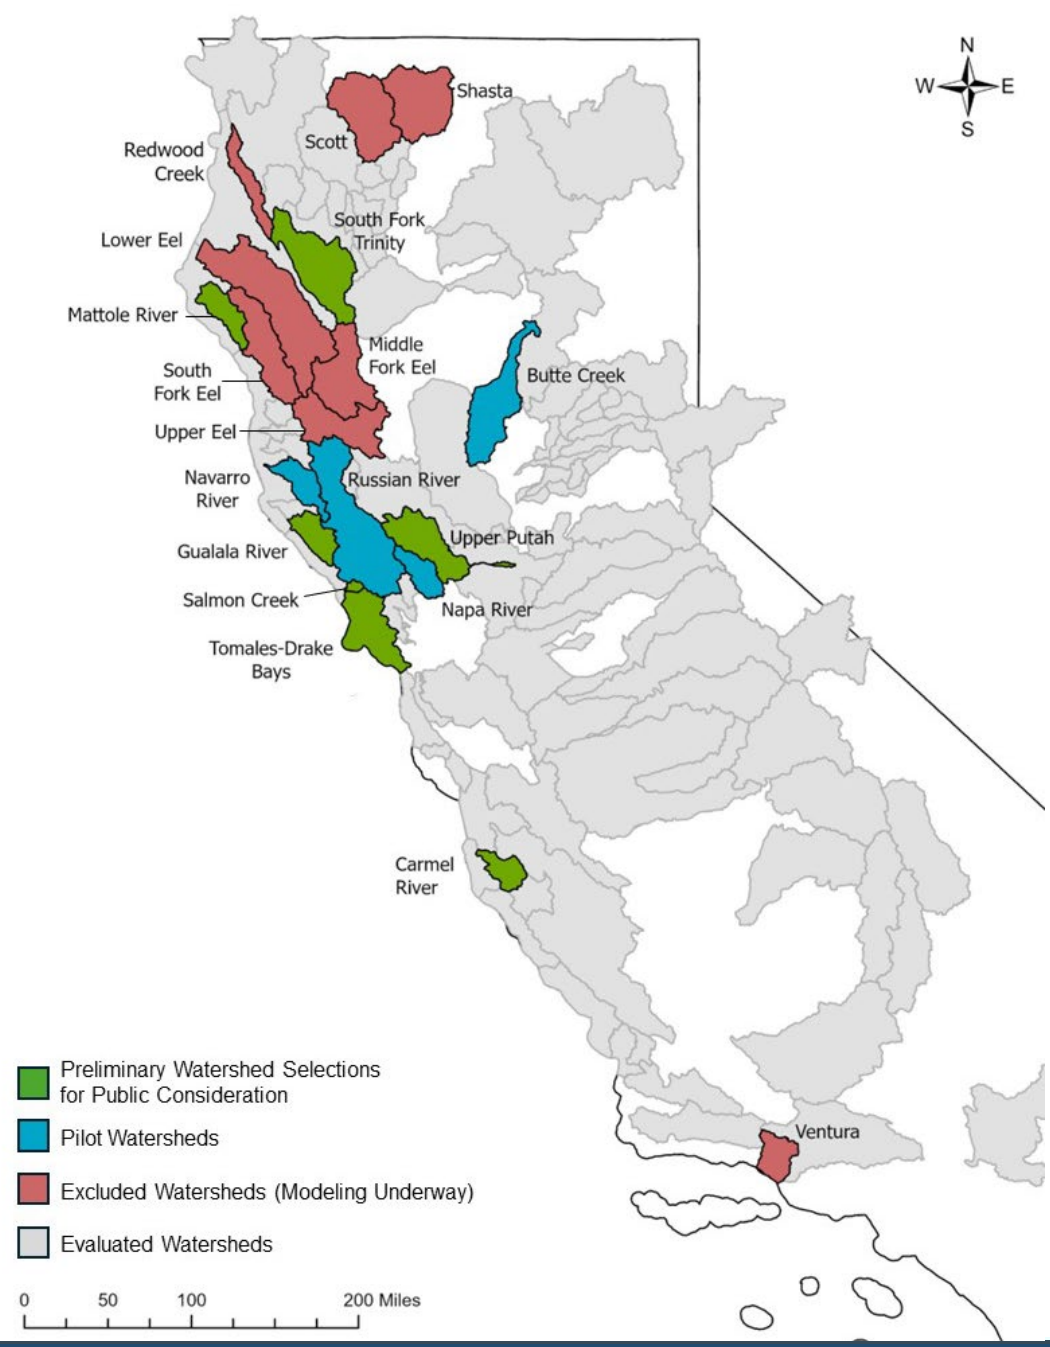 N
W
E
S
Shasta
Scott
Redwood
Creek
South Fork
Trinity
Lower Eel
Mattole River
Middle
Fork Eel
South
Fork Eel
Butte Creek
Upper Eel
Navarro
River
Russian River
Gualala River
Upper Putah
Salmon Creek
Napa River
Tomales-Drake
Bays
Carmel
River
Ventura
Preliminary Watershed Selections
for Public Consideration
Pilot Watersheds
Excluded Watersheds (Modeling Underway)
Evaluated Watersheds
0 50 100 200 Miles